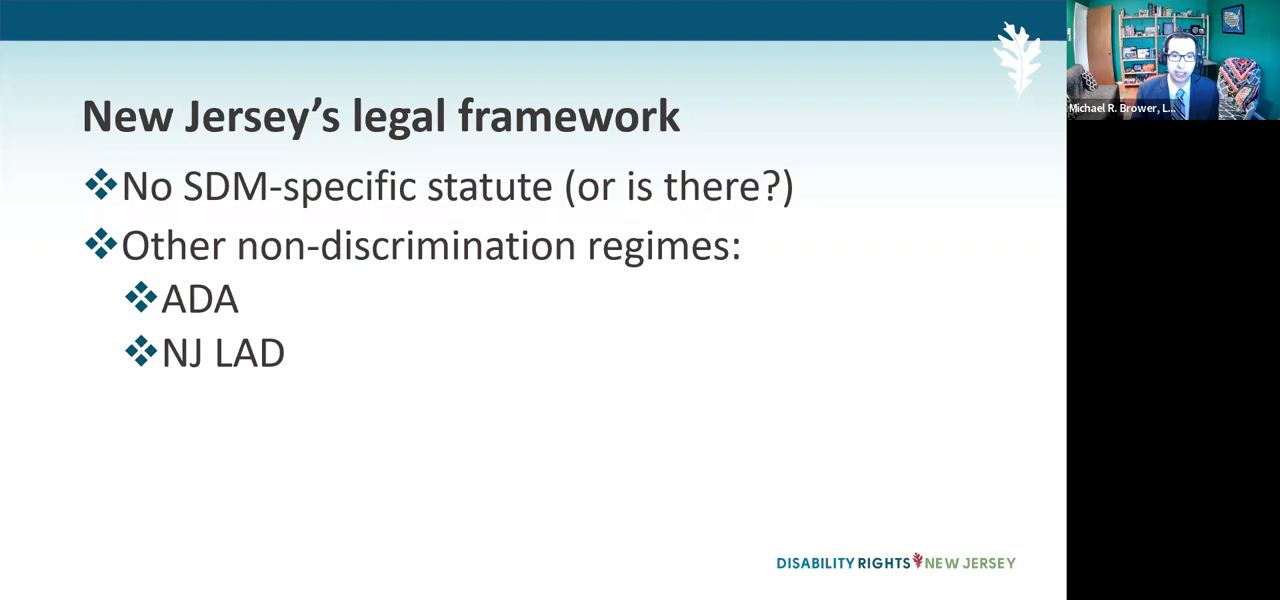 New Jersey's legal framework
No SDM-specific statute (or is there?)
Other non-discrimination regimes:
ADA
NJ LAD
DISABILITY RIGHTS NEW JERSEY
Michael R. Brower, L...